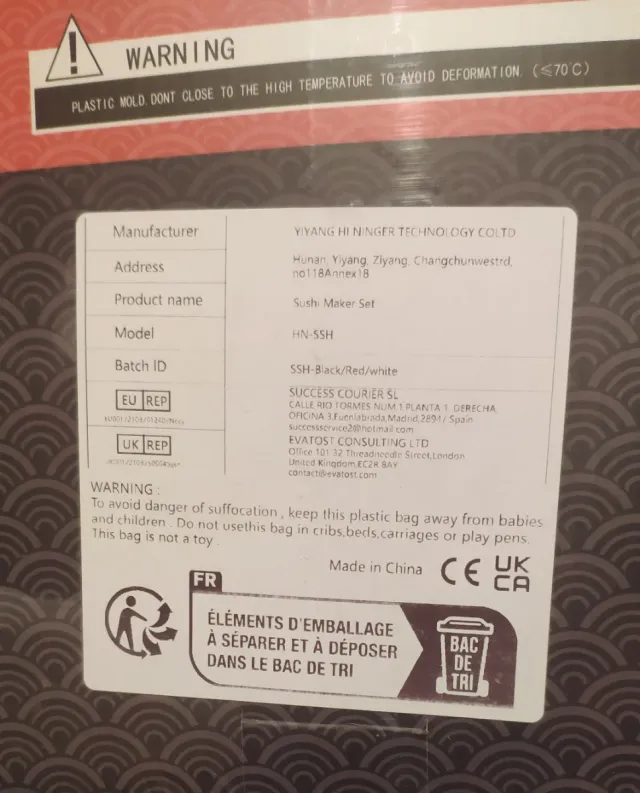 WARNING
PLASTIC MOLD.DONT CLOSE TO THE HIGH TEMPERATURE TO AVOID DEFORMATION. (≤70°C)
Manufacturer YIYANG HI NINGER TECHNOLOGY COLTD
Address Hunan, Yiyang, Ziyang, Changchunwestrd,
no118Annex18
Product name Sushi Maker Set
Model HN-SSH
Batch ID SSH-Black/Red/white
EU REP SUCCESS COURIER SL
CALLE RIO TORMES NUM.1 PLANTA 1, DERECHA,
OFICINA 3,Fuenlabrada,Madrid,28947 Spain
successservice2@hotmail.com
UK REP EVATOST CONSULTING LTD
Office 101 32 Threadneedle Street,London
United Kingdom,EC2R 8AY
contact@evatost.com
WARNING :
To avoid danger of suffocation , keep this plastic bag away from babies
and children . Do not usethis bag in cribs,beds,carriages or play pens.
This bag is not a toy .
Made in China CE UK
CA
FR
ÉLÉMENTS D'EMBALLAGE
À SÉPARER ET À DÉPOSER
DANS LE BAC DE TRI
BAC
DE
TRI